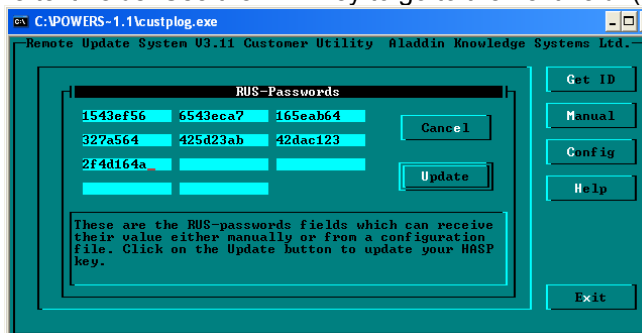 C:\POWERS~1.1\custplog.exe
Remote Update System V3.11 Customer Utility Aladdin Knowledge Systems Ltd.
Get ID
RUS-Passwords
1543ef56 6543eca7 165eab64
Cancel
Manual
327a564 425d23ab 42dac123
Config
2f4d164a_
Update
Help
These are the RUS-passwords fields which can receive
their value either manually or from a configuration
file. Click on the Update button to update your HASP
key.
Exit